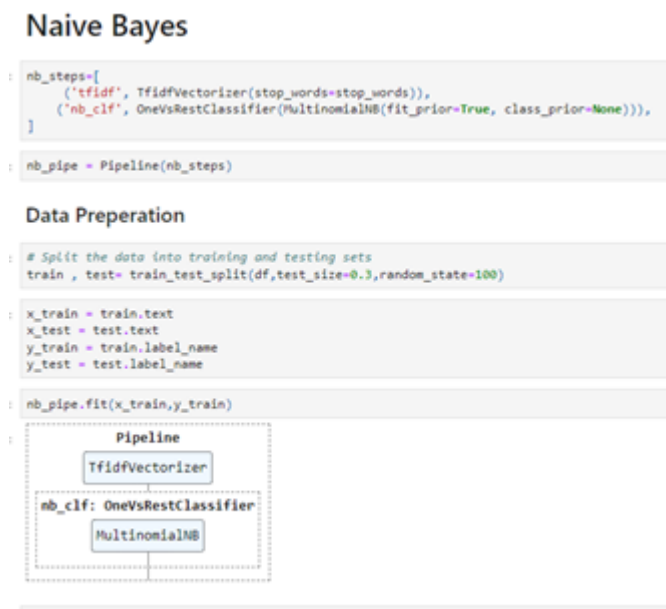 Naive Bayes
nb_steps=[
('tfidf', TfidfVectorizer(stop_words=stop_words)),
('nb_clf', OneVsRestClassifier(MultinomialNB(fit_prior=True, class_prior=None))),
]
nb_pipe = Pipeline(nb_steps)
Data Preperation
# Split the data into training and testing sets
train , test= train_test_split(df,test_size=0.3,random_state=100)
x_train = train.text
x_test = test.text
y_train = train.label_name
y_test = test.label_name
nb_pipe.fit(x_train,y_train)
Pipeline
TfidfVectorizer
nb_clf: OneVsRestClassifier
MultinomialNB